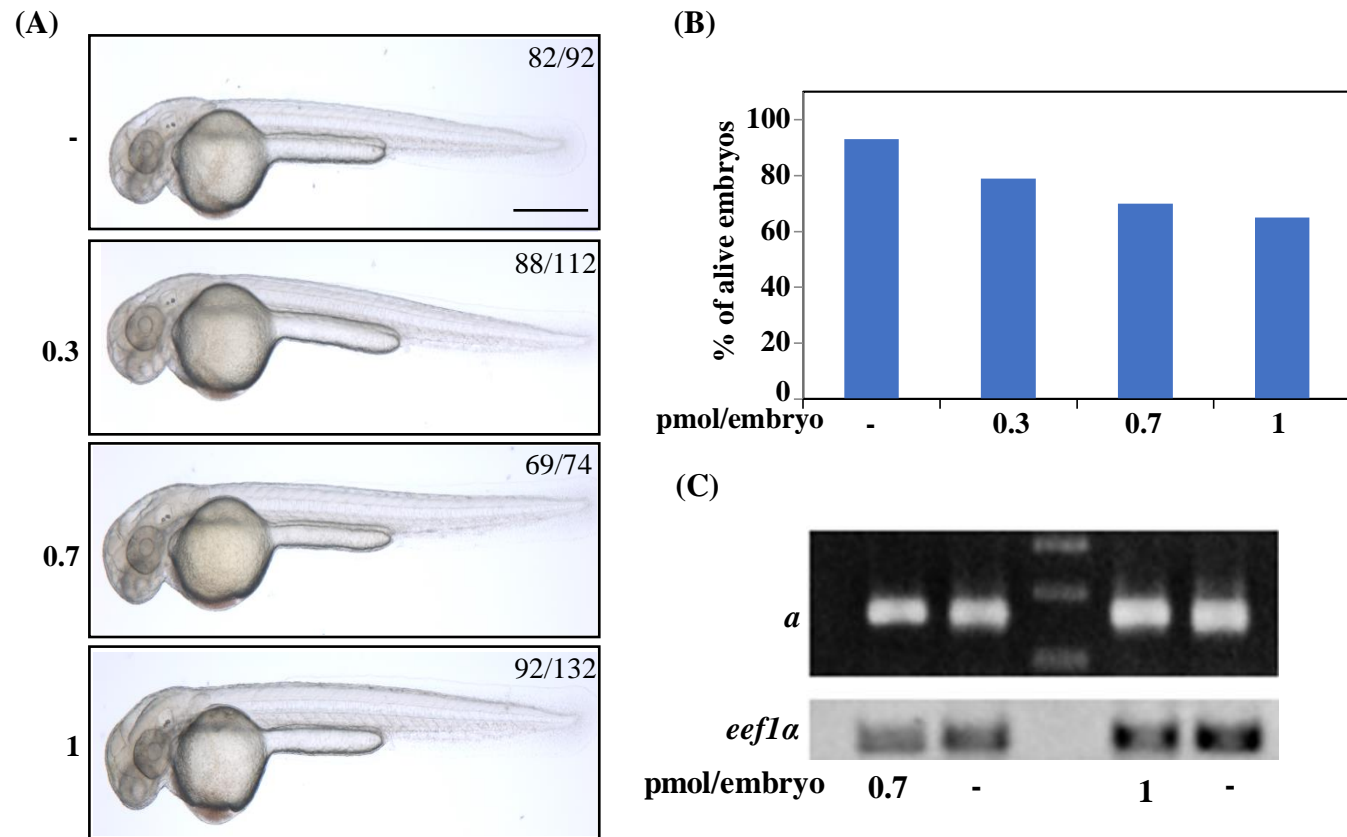 (A)
-
82/92
0.3
88/112
0.7
69/74
1
92/132
(B)
% of alive embryos
100
80
60
40
20
0
pmol/embryo - 0.3 0.7 1
(C)
a
eef1α
pmol/embryo 0.7 - 1 -